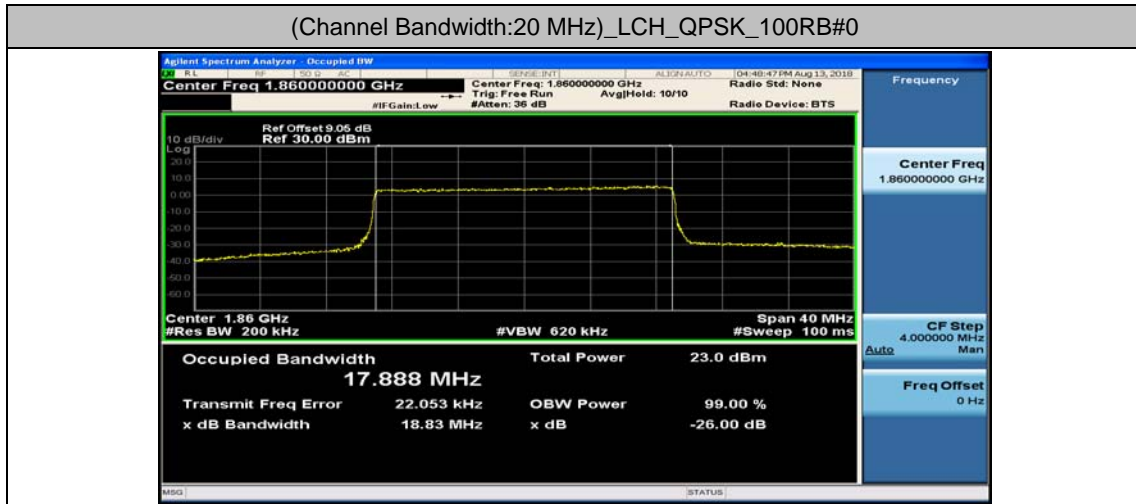 (Channel Bandwidth:20 MHz)_LCH_QPSK_100RB#0
Agilent Spectrum Analyzer - Occupied BW
RL RF 50 Ω AC SENSE:INT ALIGN AUTO 04:48:47 PM Aug 13, 2018
Center Freq 1.860000000 GHz
Center Freq: 1.860000000 GHz
Radio Std: None
Trig: Free Run Avg|Hold: 10/10
#IFGain:Low #Atten: 36 dB Radio Device: BTS
Ref Offset 9.05 dB
10 dB/div Ref 30.00 dBm
Log
20.0
10.0
0.00
-10.0
-20.0
-30.0
-40.0
-50.0
-60.0
Center 1.86 GHz Span 40 MHz
#Res BW 200 kHz #VBW 620 kHz #Sweep 100 ms
Occupied Bandwidth Total Power 23.0 dBm
17.888 MHz
Transmit Freq Error 22.053 kHz OBW Power 99.00 %
x dB Bandwidth 18.83 MHz x dB -26.00 dB
MSG STATUS
Frequency
Center Freq
1.860000000 GHz
CF Step
4.000000 MHz
Auto Man
Freq Offset
0 Hz